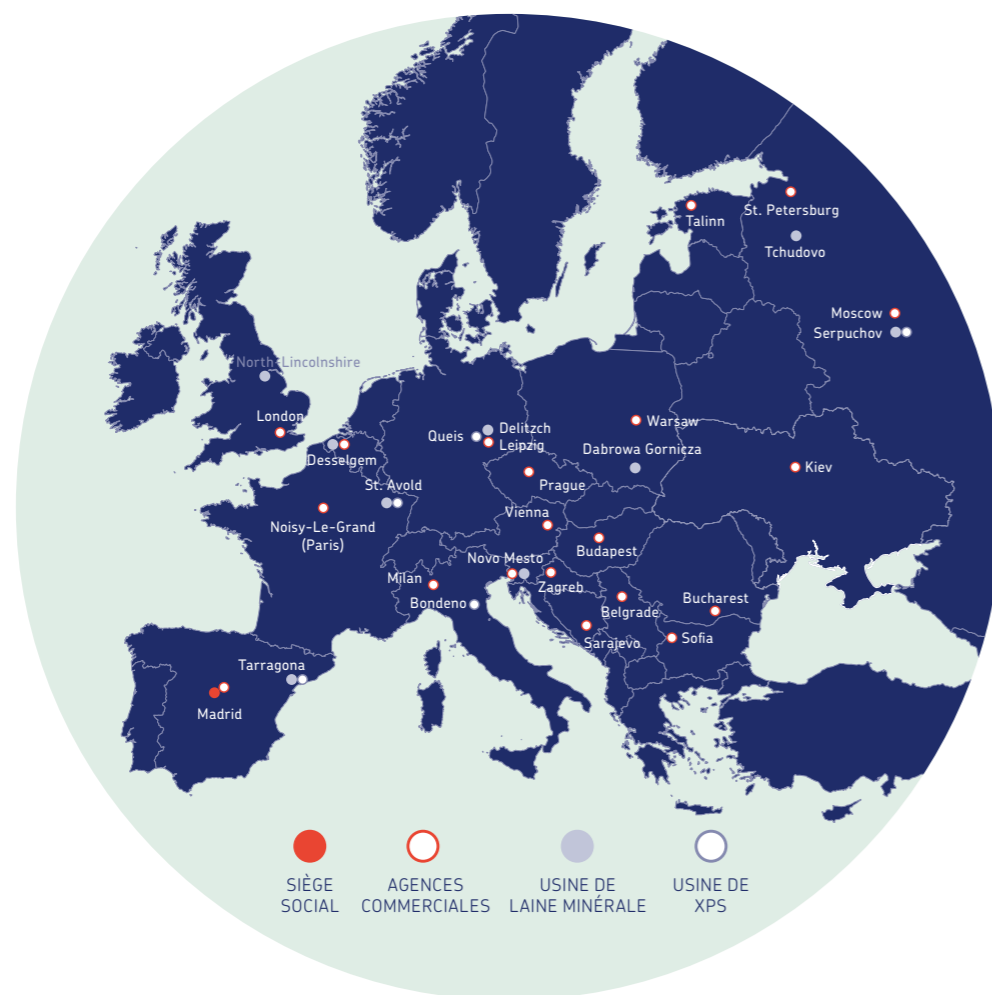 St. Petersburg
Talinn
Tchudovo
Moscow
Serpuchov
North-Lincolnshire
London
Desselgem
Queis
Delitzch
Leipzig
Warsaw
Dabrowa Gornicza
Kiev
Prague
St. Avold
Noisy-Le-Grand
(Paris)
Vienna
Budapest
Novo Mesto
Zagreb
Milan
Bondeno
Belgrade
Bucharest
Sarajevo
Sofia
Tarragona
Madrid
SIÈGE
SOCIAL
AGENCES
COMMERCIALES
USINE DE
LAINE MINÉRALE
USINE DE
XPS